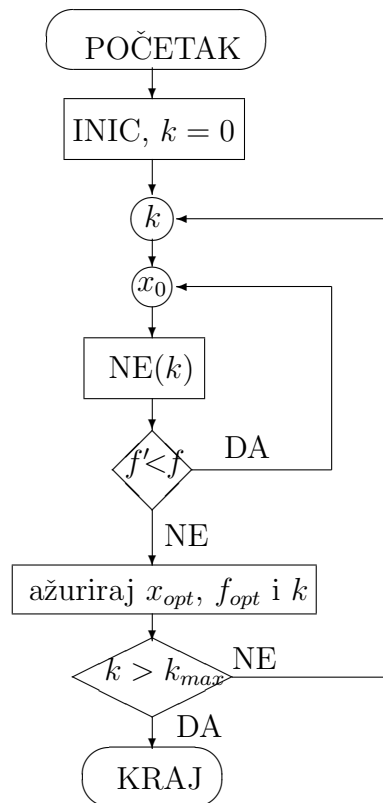 POČETAK
INIC, k = 0
k
x₀
NE(k)
f'<f
DA
NE
ažuriraj xₒₚₜ, fₒₚₜ i k
k > kₘₐₓ
NE
DA
KRAJ